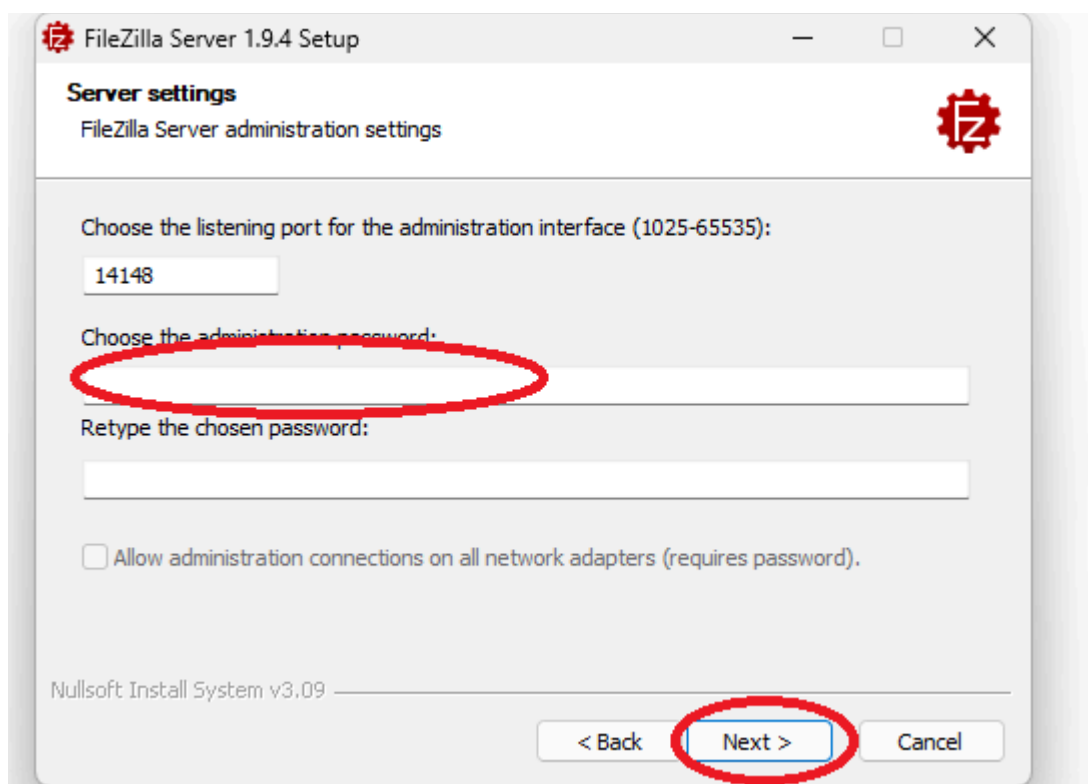 FileZilla Server 1.9.4 Setup
Server settings
FileZilla Server administration settings
Choose the listening port for the administration interface (1025-65535):
14148
Choose the administration password:
Retype the chosen password:
Allow administration connections on all network adapters (requires password).
Nullsoft Install System v3.09
< Back Next > Cancel